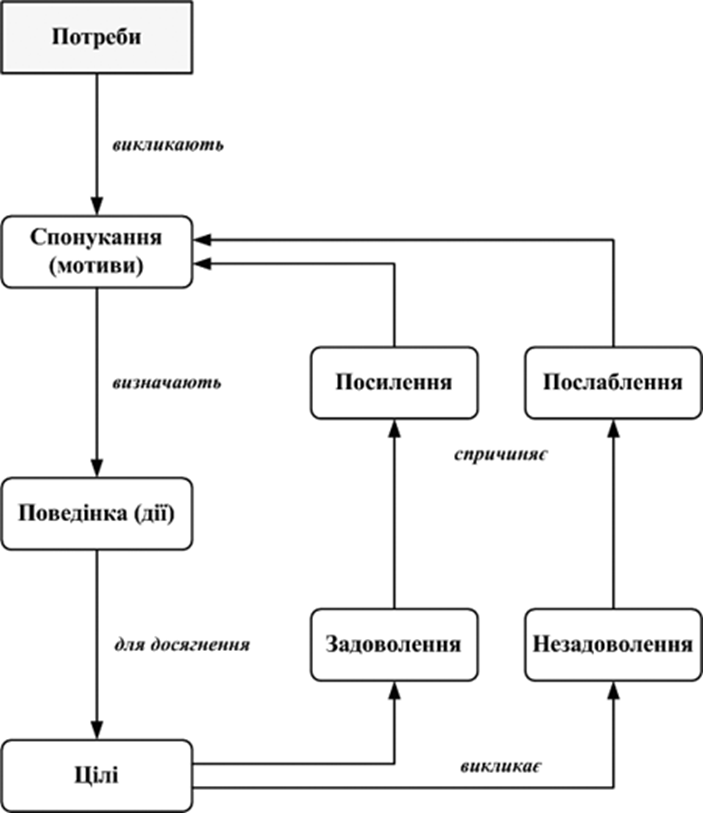 Потреби
викликають
Спонукання
(мотиви)
визначають
Посилення
Послаблення
спричиняє
Поведінка (дії)
для досягнення
Задоволення
Незадоволення
Цілі
викликає